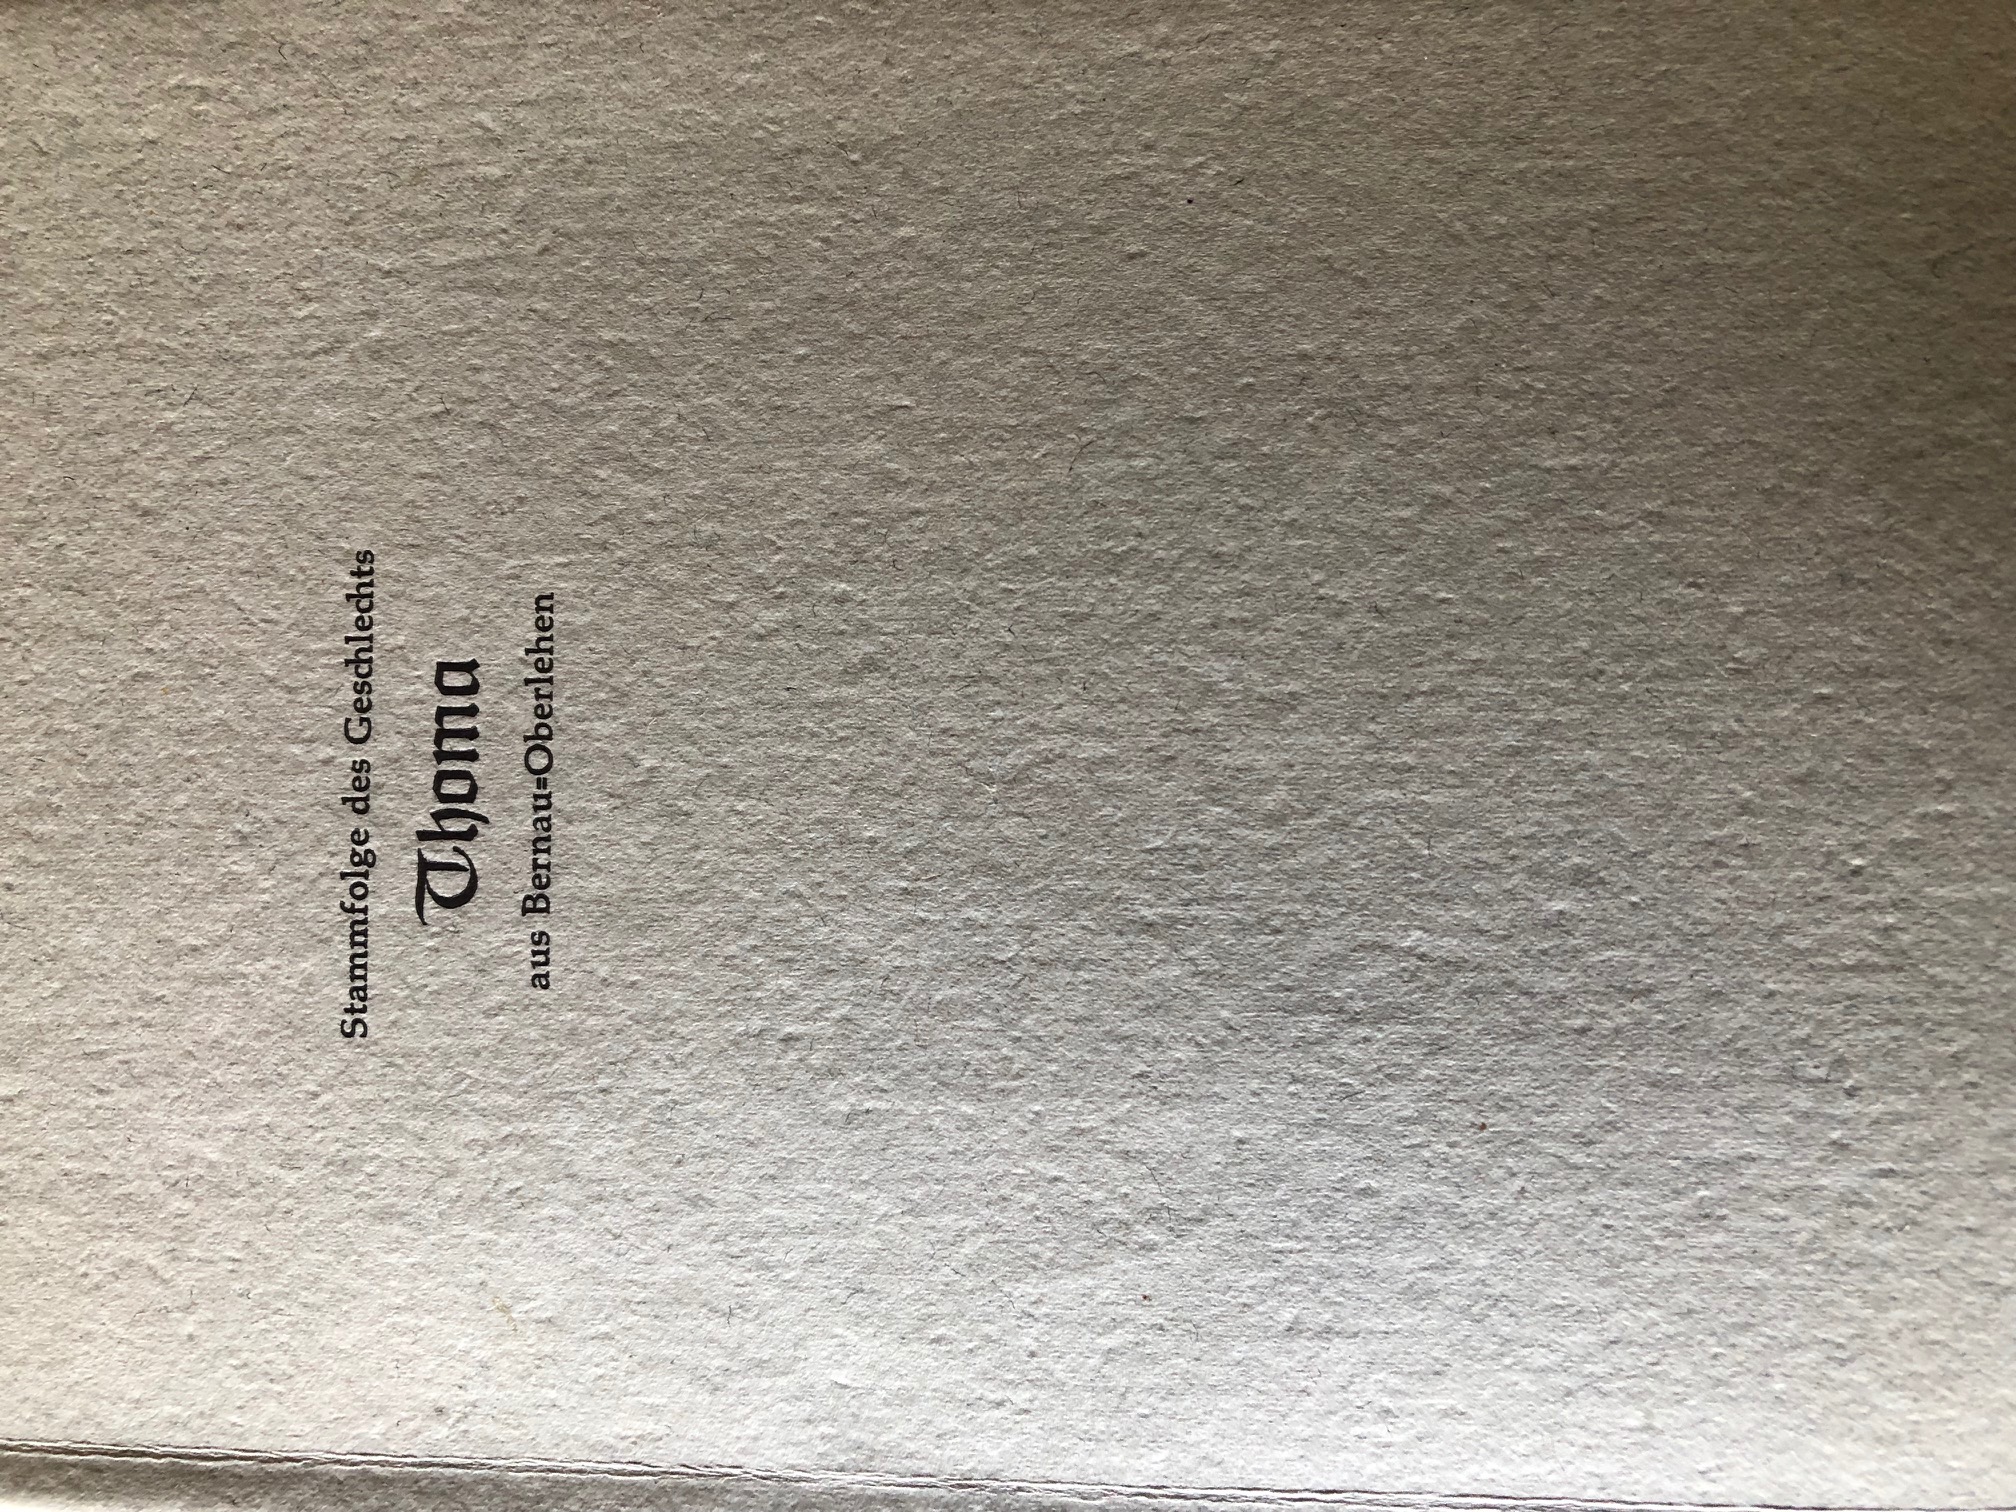 Stammfolge des Geschlechts
Thoma
aus Bernau=Oberlehen